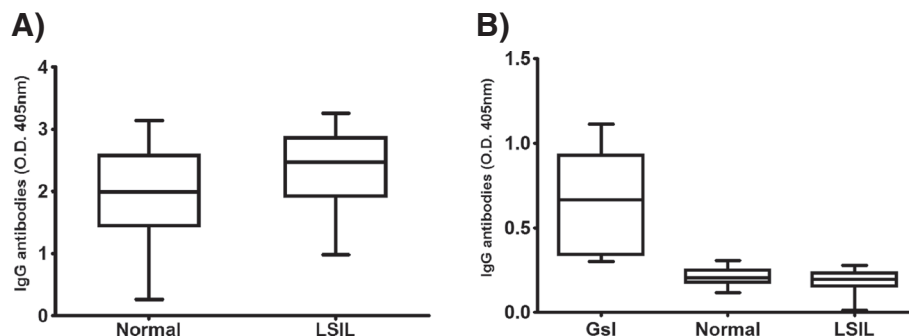 A)
IgG antibodies (O.D. 405nm)
4
3
2
1
0
Normal LSIL
B)
IgG antibodies (O.D. 405nm)
1.5
1.0
0.5
0.0
GsI Normal LSIL